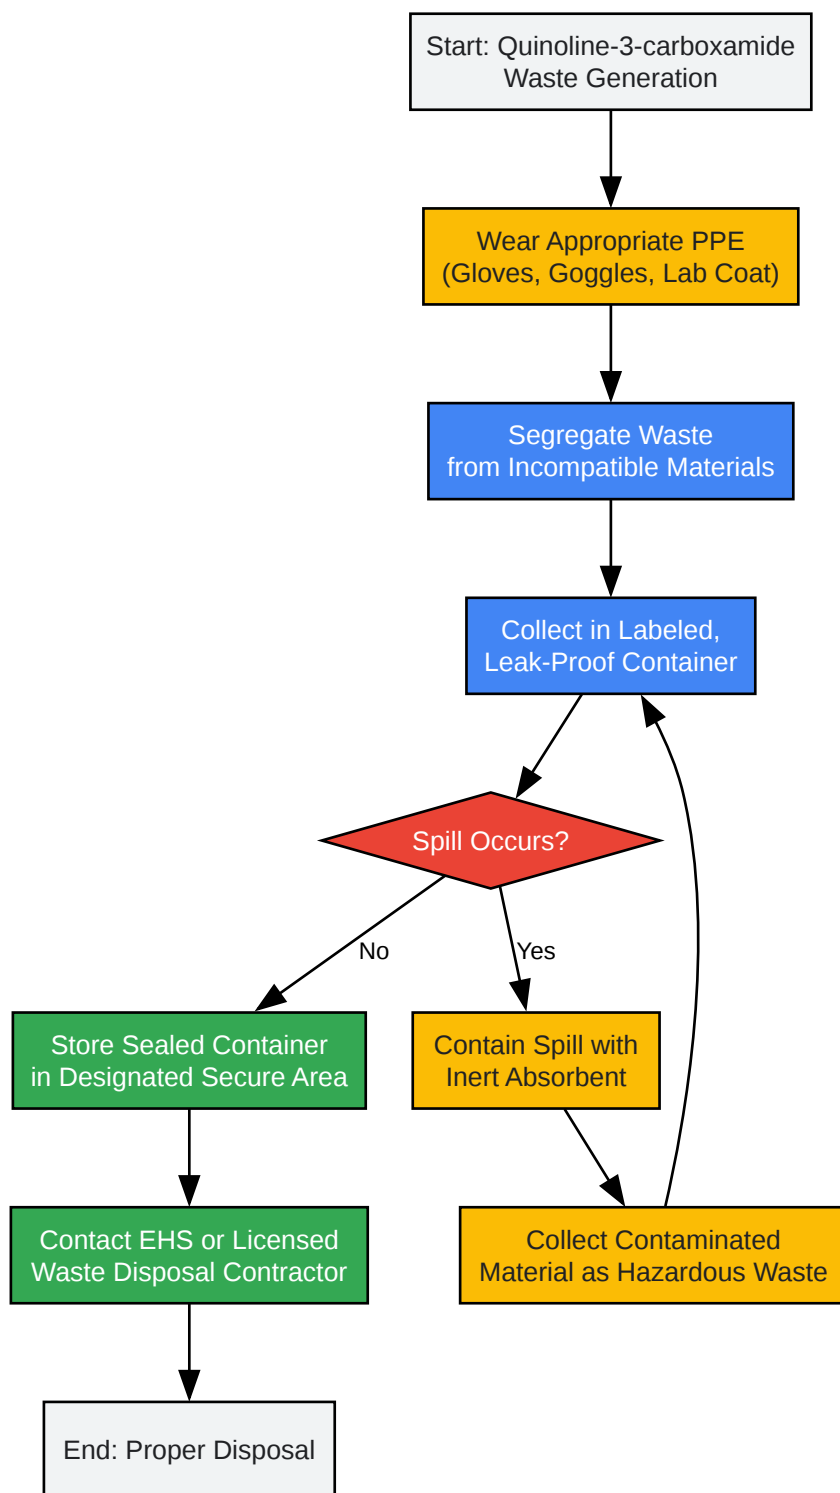 Start: Quinoline-3-carboxamide
Waste Generation
Wear Appropriate PPE
(Gloves, Goggles, Lab Coat)
Segregate Waste
from Incompatible Materials
Collect in Labeled,
Leak-Proof Container
Spill Occurs?
No
Yes
Store Sealed Container
in Designated Secure Area
Contain Spill with
Inert Absorbent
Contact EHS or Licensed
Waste Disposal Contractor
Collect Contaminated
Material as Hazardous Waste
End: Proper Disposal